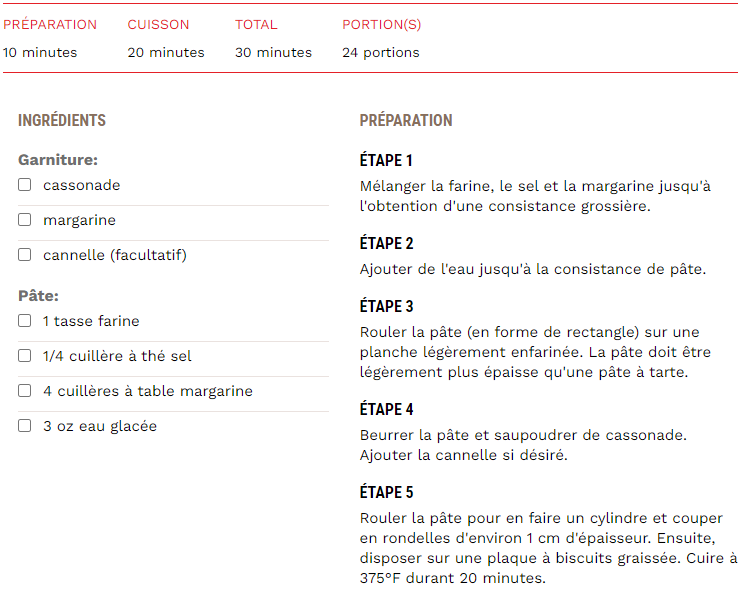 PRÉPARATION CUISSON TOTAL PORTION(S)
10 minutes 20 minutes 30 minutes 24 portions
INGRÉDIENTS
Garniture:
cassonade
margarine
cannelle (facultatif)
Pâte:
1 tasse farine
1/4 cuillère à thé sel
4 cuillères à table margarine
3 oz eau glacée
PRÉPARATION
ÉTAPE 1
Mélanger la farine, le sel et la margarine jusqu'à
l'obtention d'une consistance grossière.
ÉTAPE 2
Ajouter de l'eau jusqu'à la consistance de pâte.
ÉTAPE 3
Rouler la pâte (en forme de rectangle) sur une
planche légèrement enfarinée. La pâte doit être
légèrement plus épaisse qu'une pâte à tarte.
ÉTAPE 4
Beurrer la pâte et saupoudrer de cassonade.
Ajouter la cannelle si désiré.
ÉTAPE 5
Rouler la pâte pour en faire un cylindre et couper
en rondelles d'environ 1 cm d'épaisseur. Ensuite,
disposer sur une plaque à biscuits graissée. Cuire à
375°F durant 20 minutes.